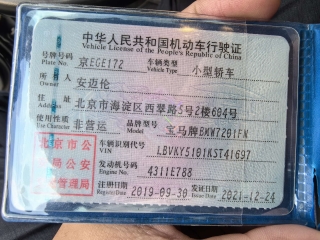 中华人民共和国机动车行驶证
Vehicle License of the People's Republic of China
号牌号码 京EGE172 车辆类型 小型轿车
Plate No. Vehicle Type
所有人 安迈伦
Owner
住址 北京市海淀区西翠路5号2楼604号
Address
使用性质 非营运 品牌型号 宝马牌BMW7201FM
Use Character Model
北京市公 车辆识别代号 LBVKY5101KST41697
VIN
局公安 发动机号码 4311E788
Engine No.
管理局 注册日期 2019-09-30 发证日期 2021-12-24
Register Date Issue Date